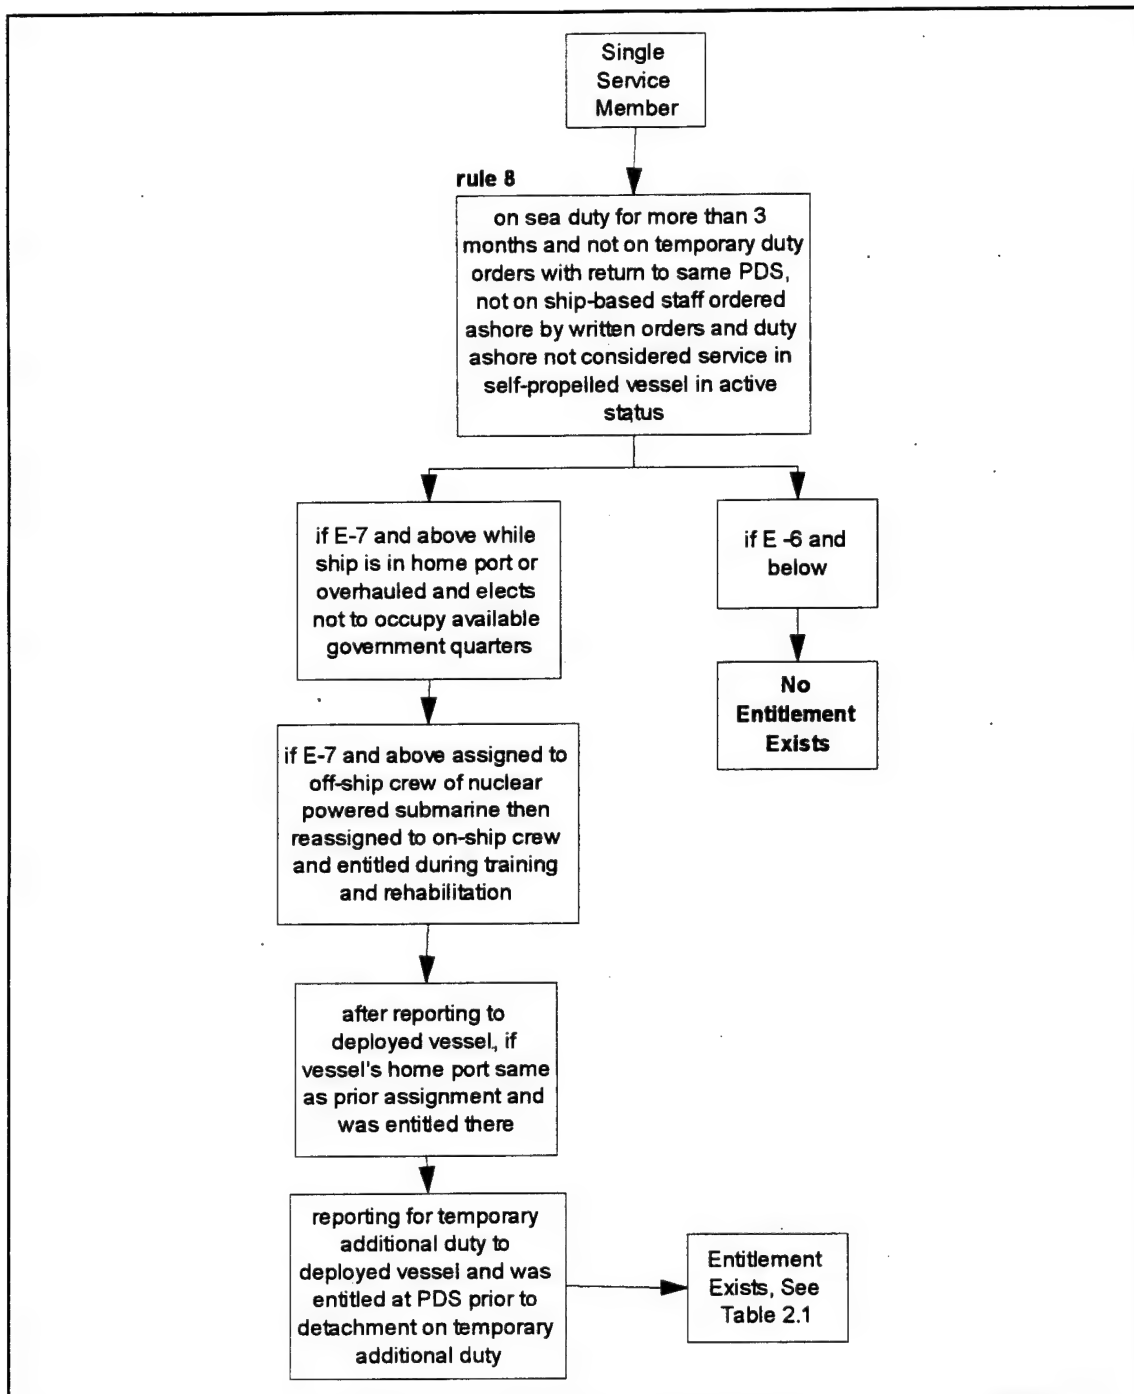 Single
Service
Member
rule 8
on sea duty for more than 3
months and not on temporary duty
orders with return to same PDS,
not on ship-based staff ordered
ashore by written orders and duty
ashore not considered service in
self-propelled vessel in active
status
if E-7 and above while
ship is in home port or
overhauled and elects
not to occupy available
government quarters
if E -6 and
below
No
Entitlement
Exists
if E-7 and above assigned to
off-ship crew of nuclear
powered submarine then
reassigned to on-ship crew
and entitled during training
and rehabilitation
after reporting to
deployed vessel, if
vessel's home port same
as prior assignment and
was entitled there
reporting for temporary
additional duty to
deployed vessel and was
entitled at PDS prior to
detachment on temporary
additional duty
Entitlement
Exists, See
Table 2.1